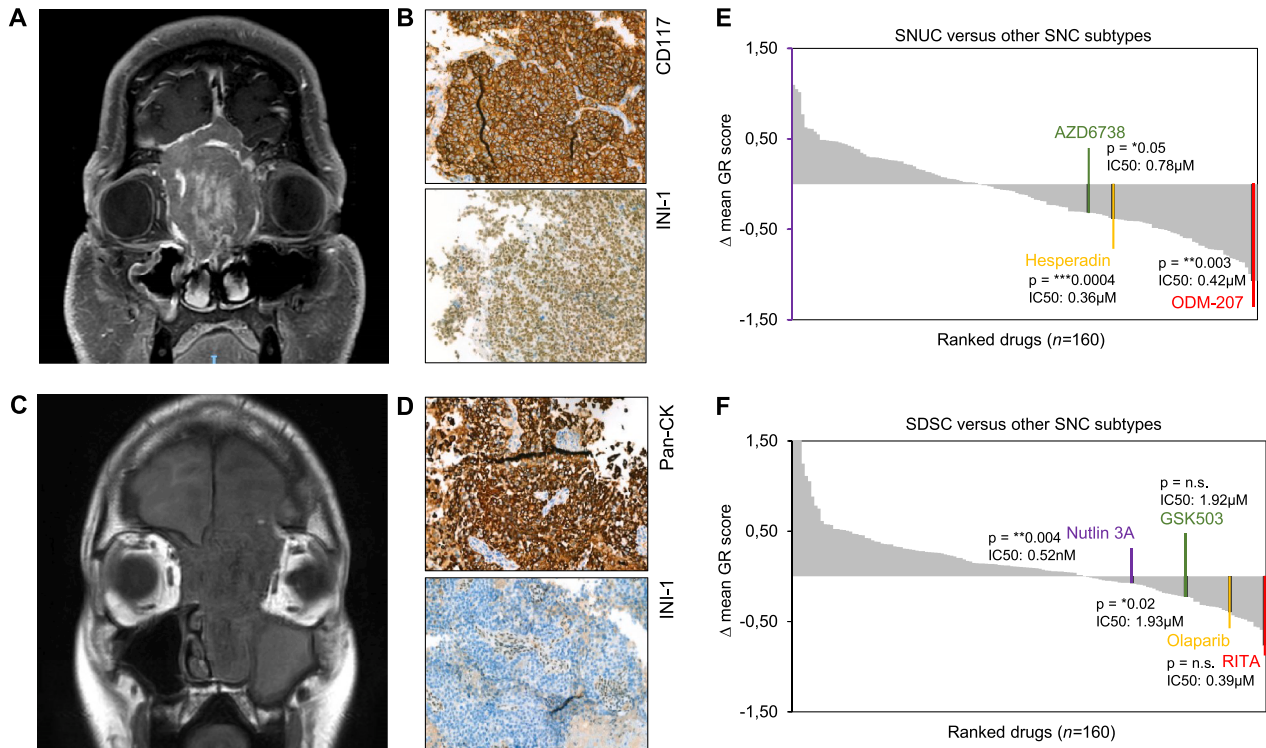 A
B
CD117
INI-1
C
D
Pan-CK
INI-1
E
SNUC versus other SNC subtypes
1,50
0,50
-0,50
-1,50
Δ mean GR score
AZD6738
p = *0.05
IC50: 0.78µM
Hesperadin
p = ***0.0004
IC50: 0.36µM
p = **0.003
IC50: 0.42µM
ODM-207
Ranked drugs (n=160)
F
SDSC versus other SNC subtypes
1,50
0,50
-0,50
-1,50
Δ mean GR score
p = n.s.
IC50: 1.92µM
GSK503
p = **0.004
IC50: 0.52nM
Nutlin 3A
p = *0.02
IC50: 1.93µM
Olaparib
RITA
p = n.s.
IC50: 0.39µM
Ranked drugs (n=160)